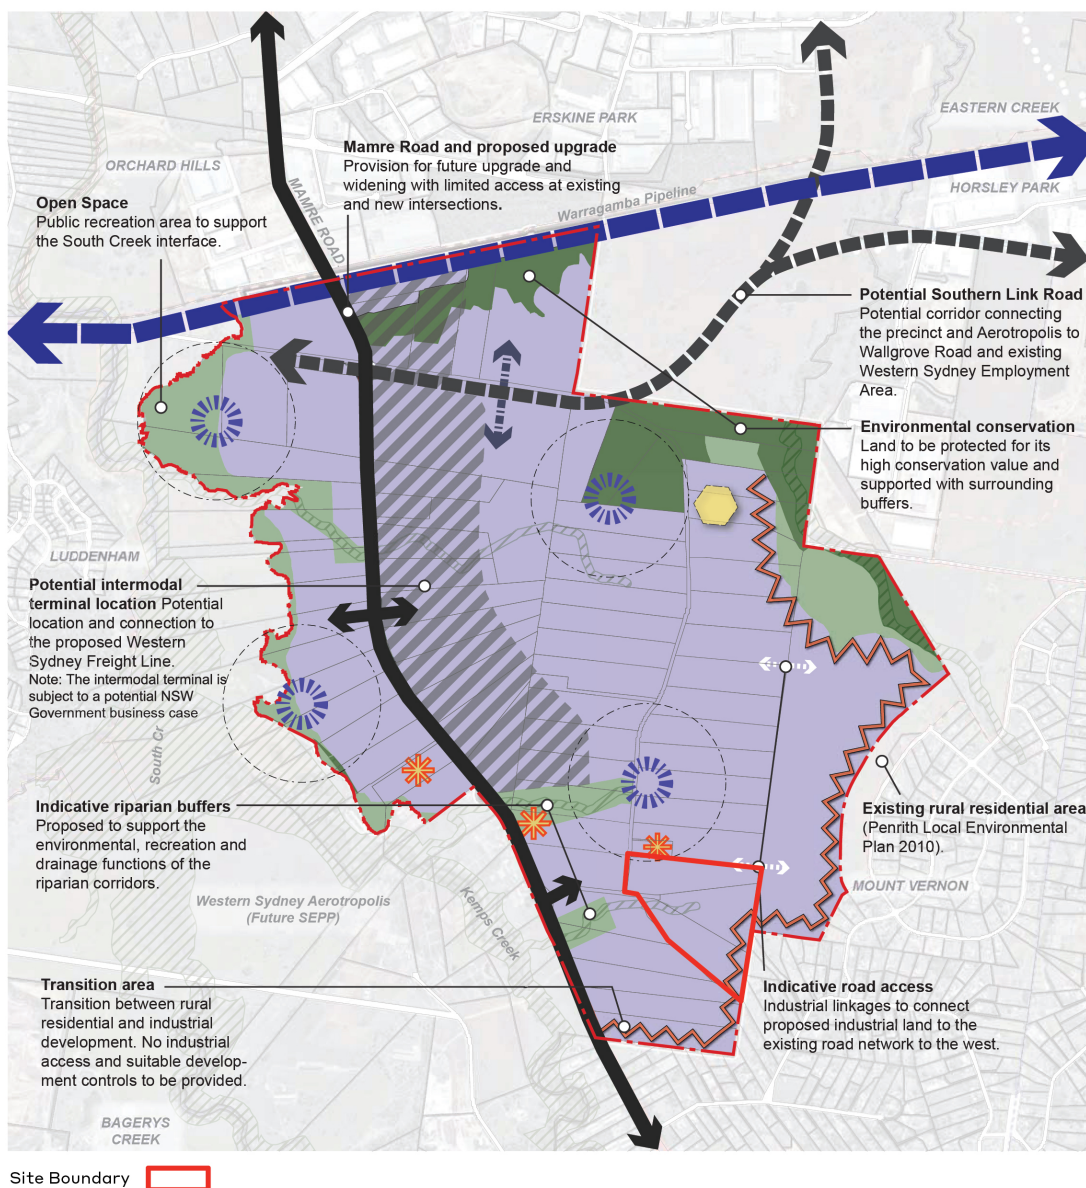 ERSKINE PARK
EASTERN CREEK
ORCHARD HILLS
Mamre Road and proposed upgrade
Provision for future upgrade and
widening with limited access at existing
and new intersections.
MAMRE ROAD
Warragamba Pipeline
HORSLEY PARK
Open Space
Public recreation area to support
the South Creek interface.
Potential Southern Link Road
Potential corridor connecting
the precinct and Aerotropolis to
Wallgrove Road and existing
Western Sydney Employment
Area.
Environmental conservation
Land to be protected for its
high conservation value and
supported with surrounding
buffers.
LUDDENHAM
Potential intermodal
terminal location Potential
location and connection to
the proposed Western
Sydney Freight Line.
Note: The intermodal terminal is
subject to a potential NSW
Government business case
South Cr
Indicative riparian buffers
Proposed to support the
environmental, recreation and
drainage functions of the
riparian corridors.
Existing rural residential area
(Penrith Local Environmental
Plan 2010).
MOUNT VERNON
Western Sydney Aerotropolis
(Future SEPP)
Kemps Creek
Transition area
Transition between rural
residential and industrial
development. No industrial
access and suitable develop-
ment controls to be provided.
Indicative road access
Industrial linkages to connect
proposed industrial land to the
existing road network to the west.
BAGERYS
CREEK
Site Boundary